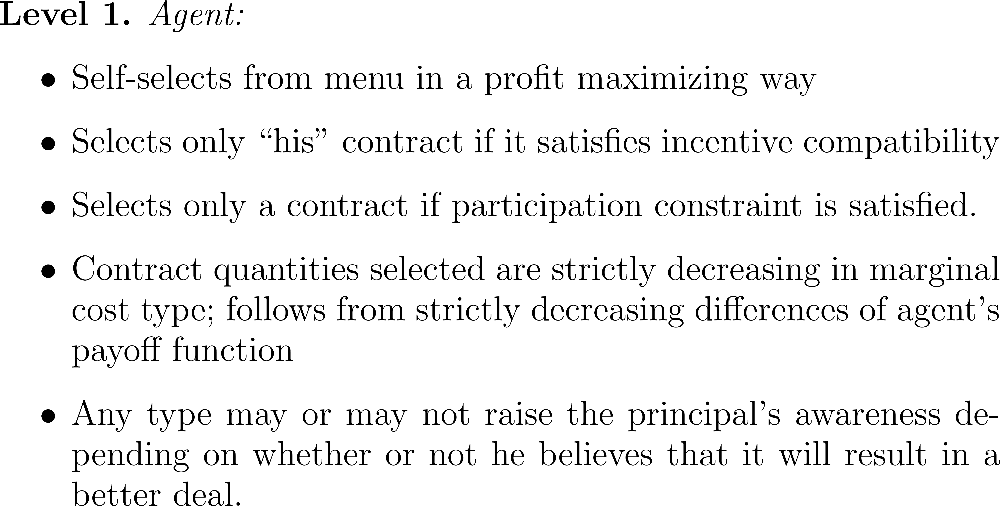 Level 1. Agent:
• Self-selects from menu in a profit maximizing way
• Selects only “his” contract if it satisfies incentive compatibility
• Selects only a contract if participation constraint is satisfied.
• Contract quantities selected are strictly decreasing in marginal
cost type; follows from strictly decreasing differences of agent’s
payoff function
• Any type may or may not raise the principal’s awareness de-
pending on whether or not he believes that it will result in a
better deal.